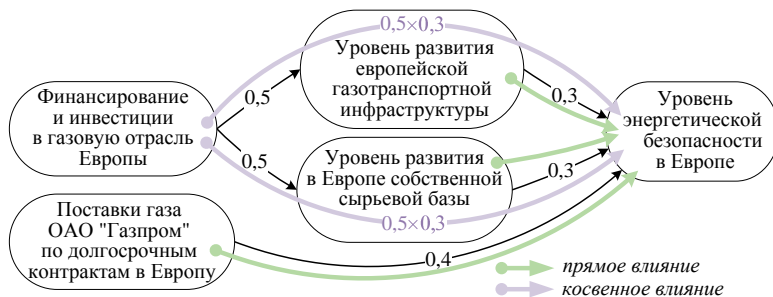 0,5×0,3
Уровень развития
европейской
газотранспортной
инфраструктуры
Финансирование
и инвестиции
в газовую отрасль
Европы
0,5
0,3
Уровень
энергетической
безопасности
в Европе
0,5
Уровень развития
в Европе собственной
сырьевой базы
0,3
0,5×0,3
Поставки газа
ОАО "Газпром"
по долгосрочным
контрактам в Европу
0,4
прямое влияние
косвенное влияние